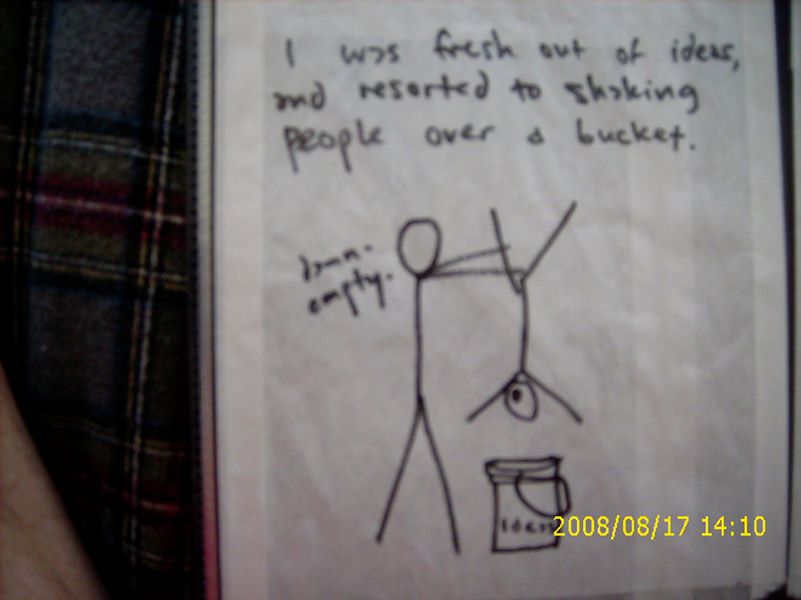 I was fresh out of ideas,
and resorted to shaking
people over a bucket.
damn-
empty.
Ideas
2008/08/17 14:10